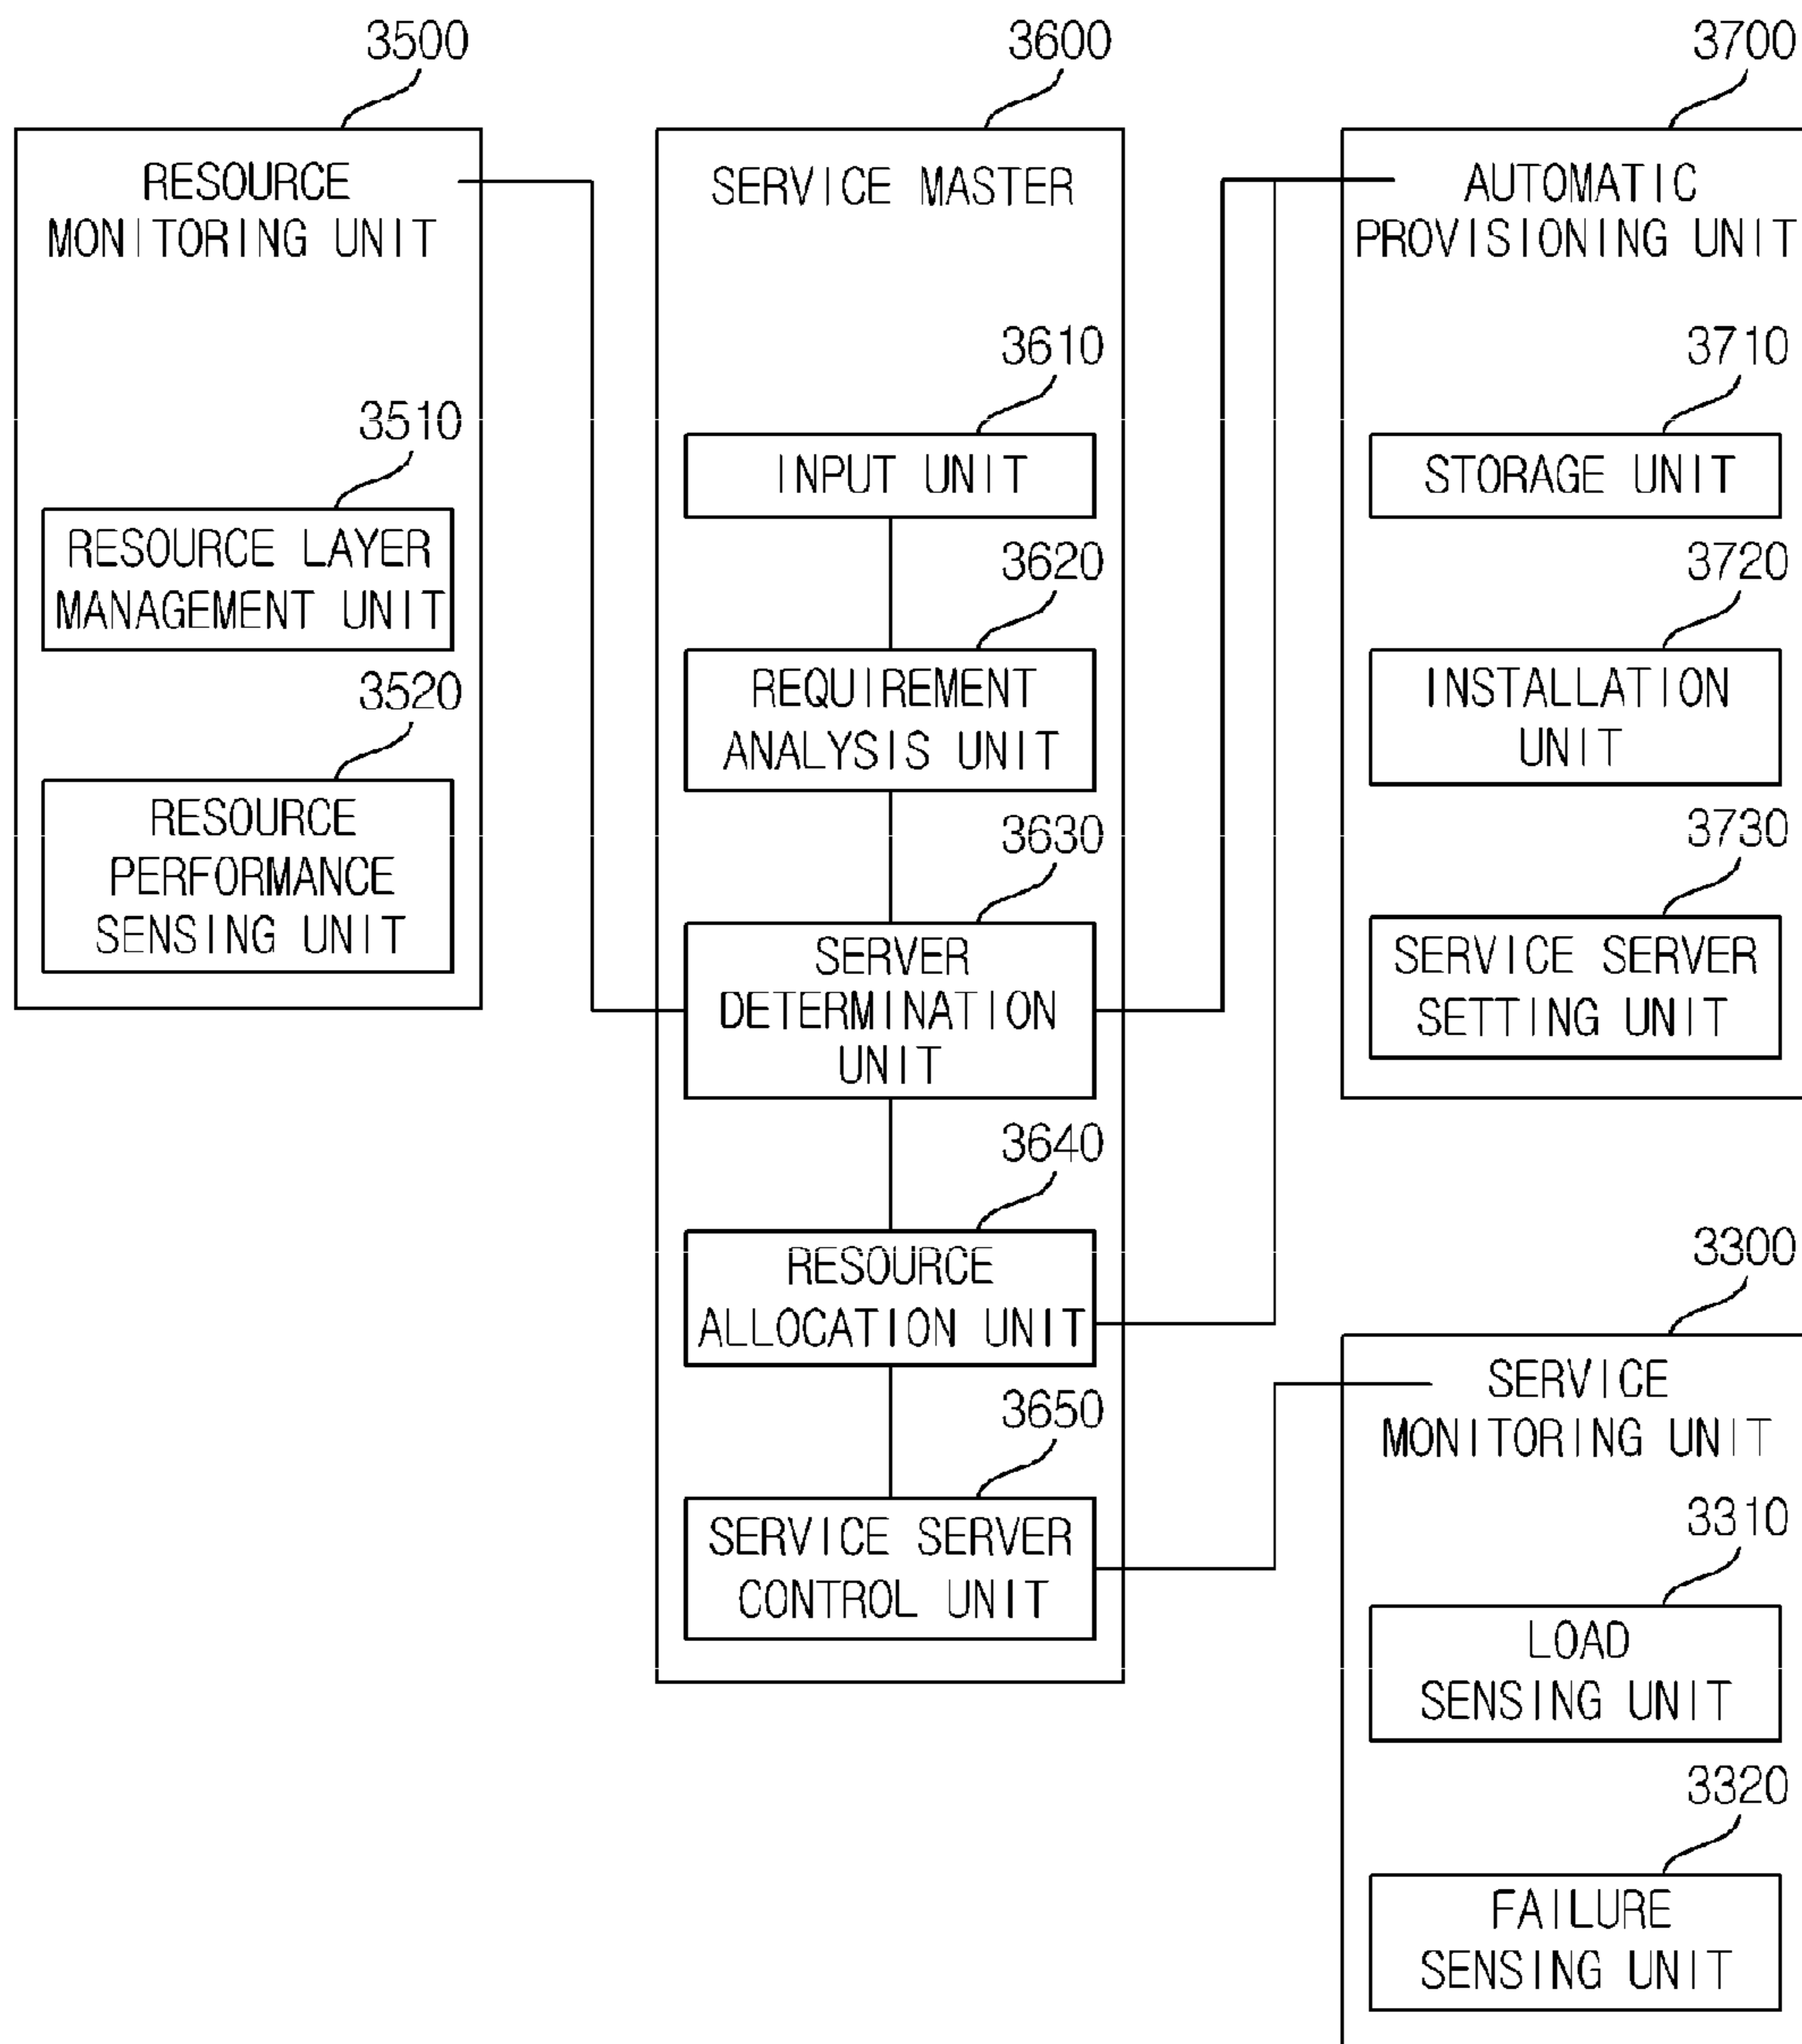 3500
RESOURCE
MONITORING UNIT
3510
RESOURCE LAYER
MANAGEMENT UNIT
3520
RESOURCE
PERFORMANCE
SENSING UNIT
3600
SERVICE MASTER
3610
INPUT UNIT
3620
REQUIREMENT
ANALYSIS UNIT
3630
SERVER
DETERMINATION
UNIT
3640
RESOURCE
ALLOCATION UNIT
3650
SERVICE SERVER
CONTROL UNIT
3700
AUTOMATIC
PROVISIONING UNIT
3710
STORAGE UNIT
3720
INSTALLATION
UNIT
3730
SERVICE SERVER
SETTING UNIT
3300
SERVICE
MONITORING UNIT
3310
LOAD
SENSING UNIT
3320
FAILURE
SENSING UNIT